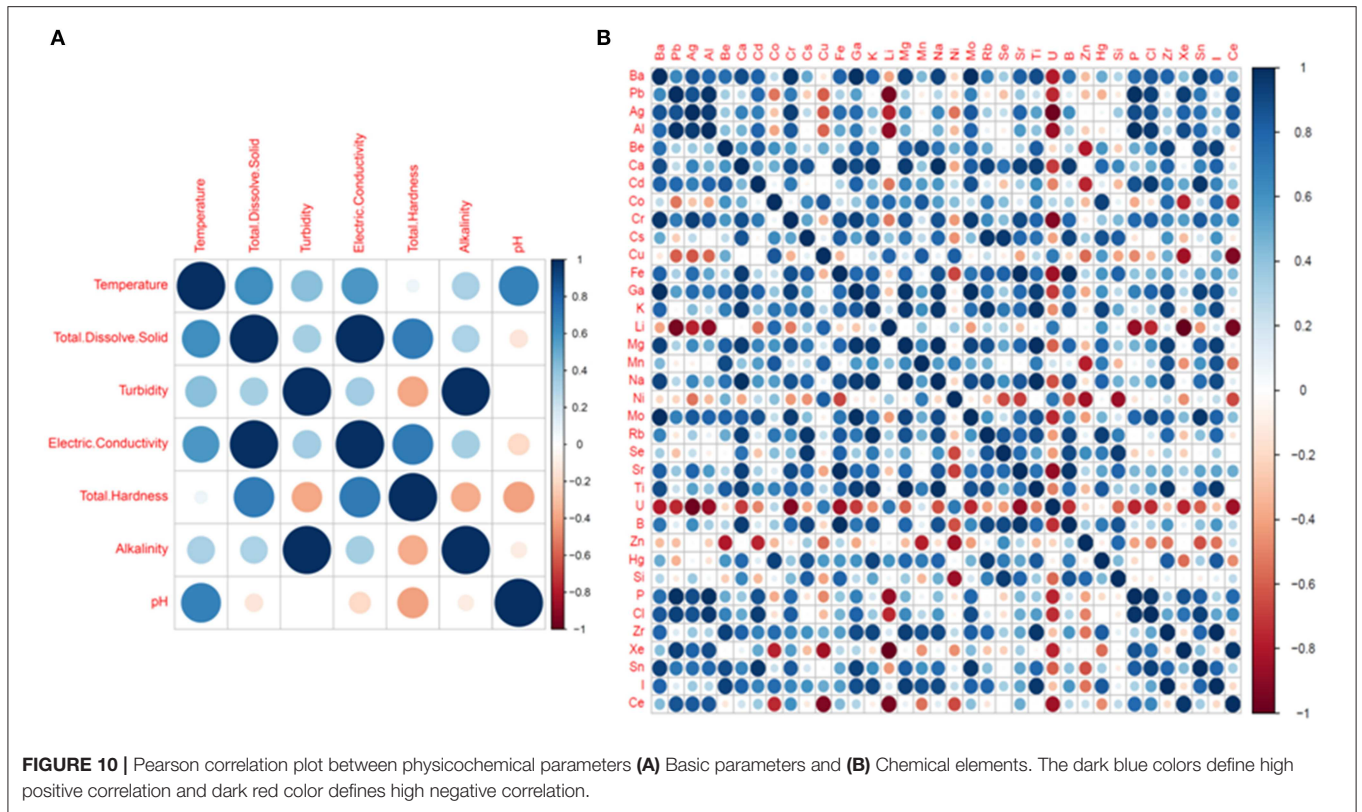 A
B
Temperature
Total.Dissolve.Solid
Turbidity
Electric.Conductivity
Total.Hardness
Alkalinity
pH
Temperature
Total.Dissolve.Solid
Turbidity
Electric.Conductivity
Total.Hardness
Alkalinity
pH
1
0.8
0.6
0.4
0.2
0
−0.2
−0.4
−0.6
−0.8
−1
Ba Pb Ag Al Be Ca Cd Co Cr Cs Cu Fe Ga K Li Mg Mn Na Ni Mo Rb Se Sr Ti U B Zn Hg Si P Cl Zr Xe Sn I Ce
Ba
Pb
Ag
Al
Be
Ca
Cd
Co
Cr
Cs
Cu
Fe
Ga
K
Li
Mg
Mn
Na
Ni
Mo
Rb
Se
Sr
Ti
U
B
Zn
Hg
Si
P
Cl
Zr
Xe
Sn
I
Ce
1
0.8
0.6
0.4
0.2
0
−0.2
−0.4
−0.6
−0.8
−1
FIGURE 10 | Pearson correlation plot between physicochemical parameters (A) Basic parameters and (B) Chemical elements. The dark blue colors define high
positive correlation and dark red color defines high negative correlation.